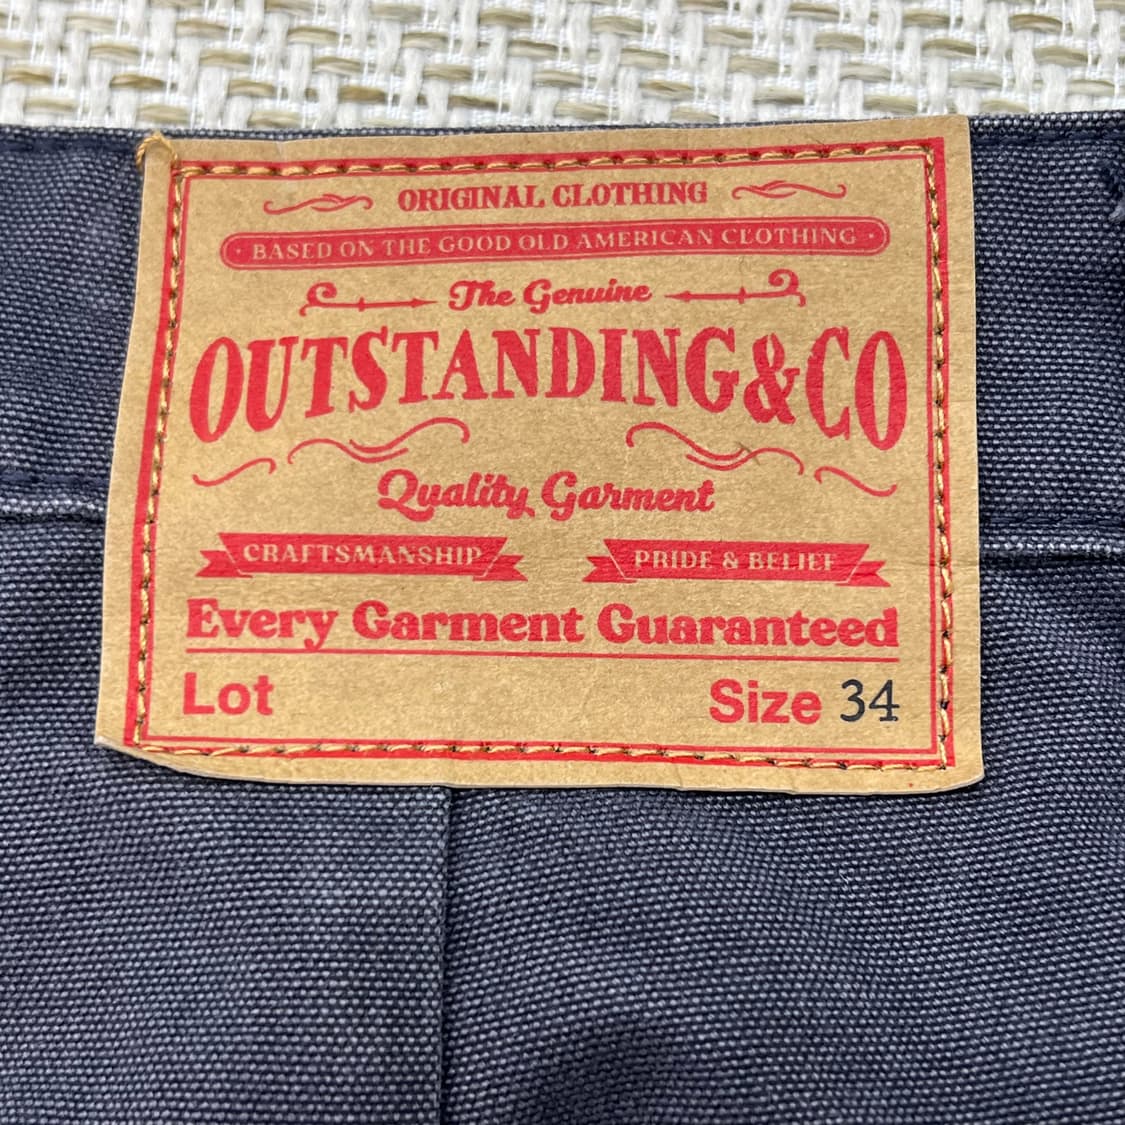 ORIGINAL CLOTHING
· BASED ON THE GOOD OLD AMERICAN CLOTHING ·
The Genuine
OUTSTANDING&CO
Quality Garment
CRAFTSMANSHIP PRIDE & BELIEF
Every Garment Guaranteed
Lot Size 34